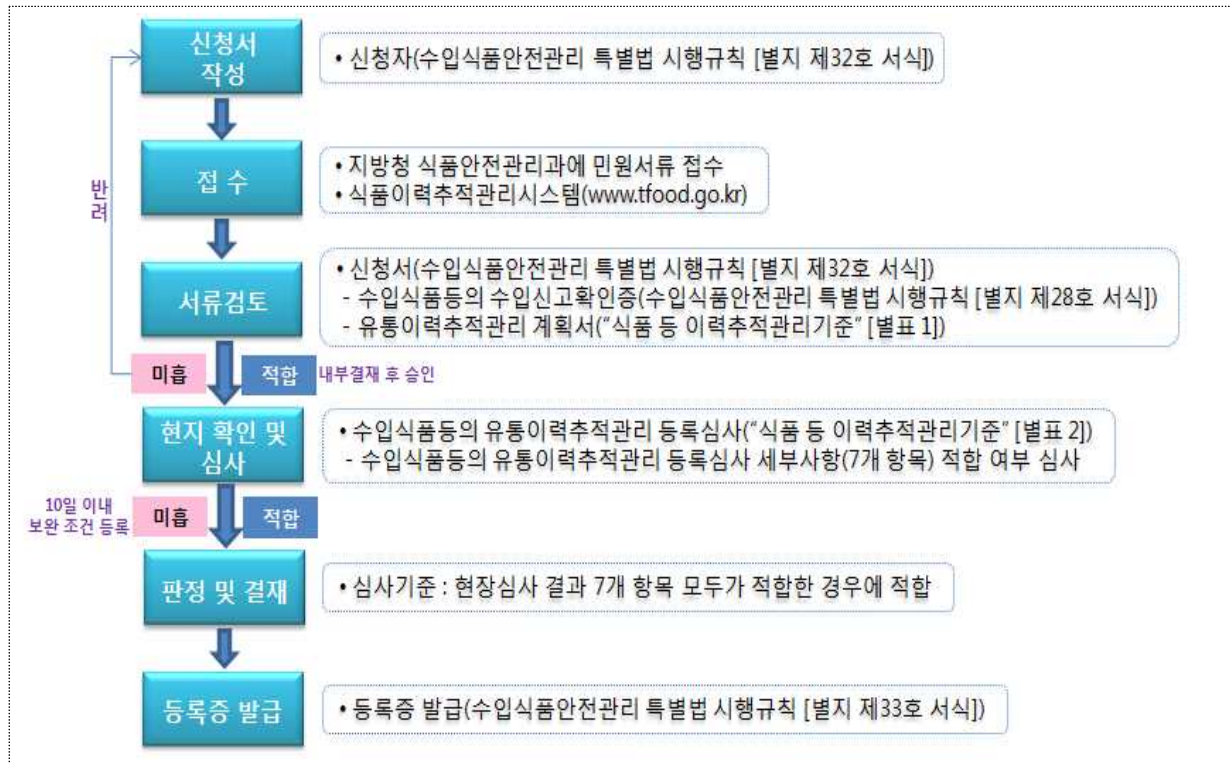 신청서
작성
• 신청자(수입식품안전관리 특별법 시행규칙 [별지 제32호 서식])
접 수
• 지방청 식품안전관리과에 민원서류 접수
• 식품이력추적관리시스템(www.tfood.go.kr)
반
려
서류검토
• 신청서(수입식품안전관리 특별법 시행규칙 [별지 제32호 서식])
- 수입식품등의 수입신고확인증(수입식품안전관리 특별법 시행규칙 [별지 제28호 서식])
- 유통이력추적관리 계획서("식품 등 이력추적관리기준" [별표 1])
미흡 적합 내부결재 후 승인
현지 확인 및
심사
• 수입식품등의 유통이력추적관리 등록심사("식품 등 이력추적관리기준" [별표 2])
- 수입식품등의 유통이력추적관리 등록심사 세부사항(7개 항목) 적합 여부 심사
10일 이내
보완 조건 등록
미흡 적합
판정 및 결재
• 심사기준 : 현장심사 결과 7개 항목 모두가 적합한 경우에 적합
등록증 발급
• 등록증 발급(수입식품안전관리 특별법 시행규칙 [별지 제33호 서식])